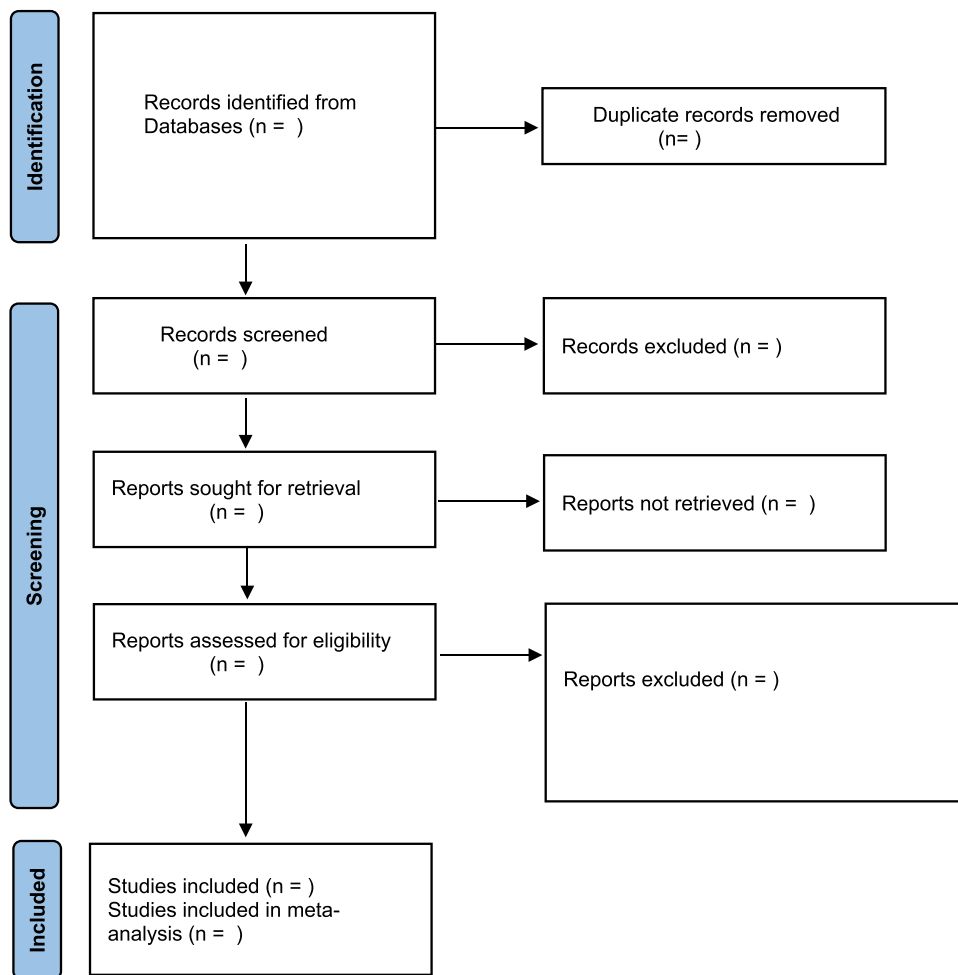 Identification
Records identified from
Databases (n =  )
Duplicate records removed
(n= )
Screening
Records screened
(n =  )
Records excluded (n = )
Reports sought for retrieval
(n =  )
Reports not retrieved (n =  )
Reports assessed for eligibility
(n =  )
Reports excluded (n = )
Included
Studies included (n = )
Studies included in meta-
analysis (n =  )